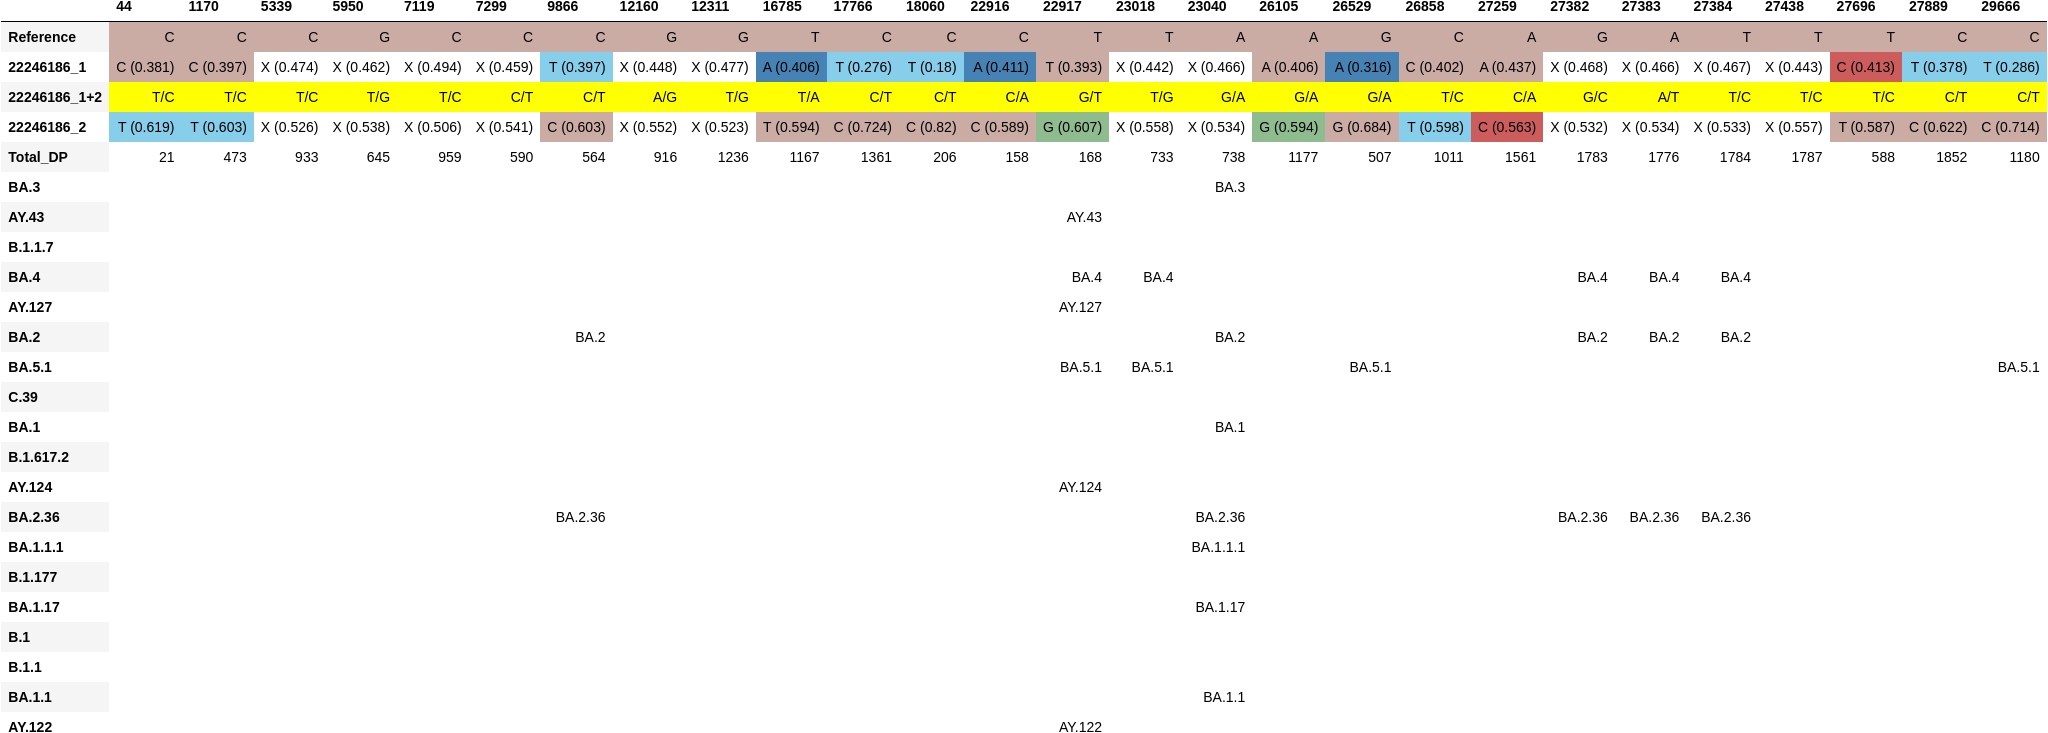 44 1170 5339 5950 7119 7299 9866 12160 12311 16785 17766 18060 22916 22917 23018 23040 26105 26529 26858 27259 27382 27383 27384 27438 27696 27889 29666
Reference C C C G C C C G G T C C C T T A A G C A G A T T T C C
22246186_1 C (0.381) C (0.397) X (0.474) X (0.462) X (0.494) X (0.459) T (0.397) X (0.448) X (0.477) A (0.406) T (0.276) T (0.18) A (0.411) T (0.393) X (0.442) X (0.466) A (0.406) A (0.316) C (0.402) A (0.437) X (0.468) X (0.466) X (0.467) X (0.443) C (0.413) T (0.378) T (0.286)
22246186_1+2 T/C T/C T/C T/G T/C C/T C/T A/G T/G T/A C/T C/T C/A G/T T/G G/A G/A G/A T/C C/A G/C A/T T/C T/C T/C C/T C/T
22246186_2 T (0.619) T (0.603) X (0.526) X (0.538) X (0.506) X (0.541) C (0.603) X (0.552) X (0.523) T (0.594) C (0.724) C (0.82) C (0.589) G (0.607) X (0.558) X (0.534) G (0.594) G (0.684) T (0.598) C (0.563) X (0.532) X (0.534) X (0.533) X (0.557) T (0.587) C (0.622) C (0.714)
Total_DP 21 473 933 645 959 590 564 916 1236 1167 1361 206 158 168 733 738 1177 507 1011 1561 1783 1776 1784 1787 588 1852 1180
BA.3 BA.3
AY.43 AY.43
B.1.1.7
BA.4 BA.4 BA.4 BA.4 BA.4 BA.4
AY.127 AY.127
BA.2 BA.2 BA.2 BA.2 BA.2 BA.2
BA.5.1 BA.5.1 BA.5.1 BA.5.1 BA.5.1
C.39
BA.1 BA.1
B.1.617.2
AY.124 AY.124
BA.2.36 BA.2.36 BA.2.36 BA.2.36 BA.2.36 BA.2.36
BA.1.1.1 BA.1.1.1
B.1.177
BA.1.17 BA.1.17
B.1
B.1.1
BA.1.1 BA.1.1
AY.122 AY.122